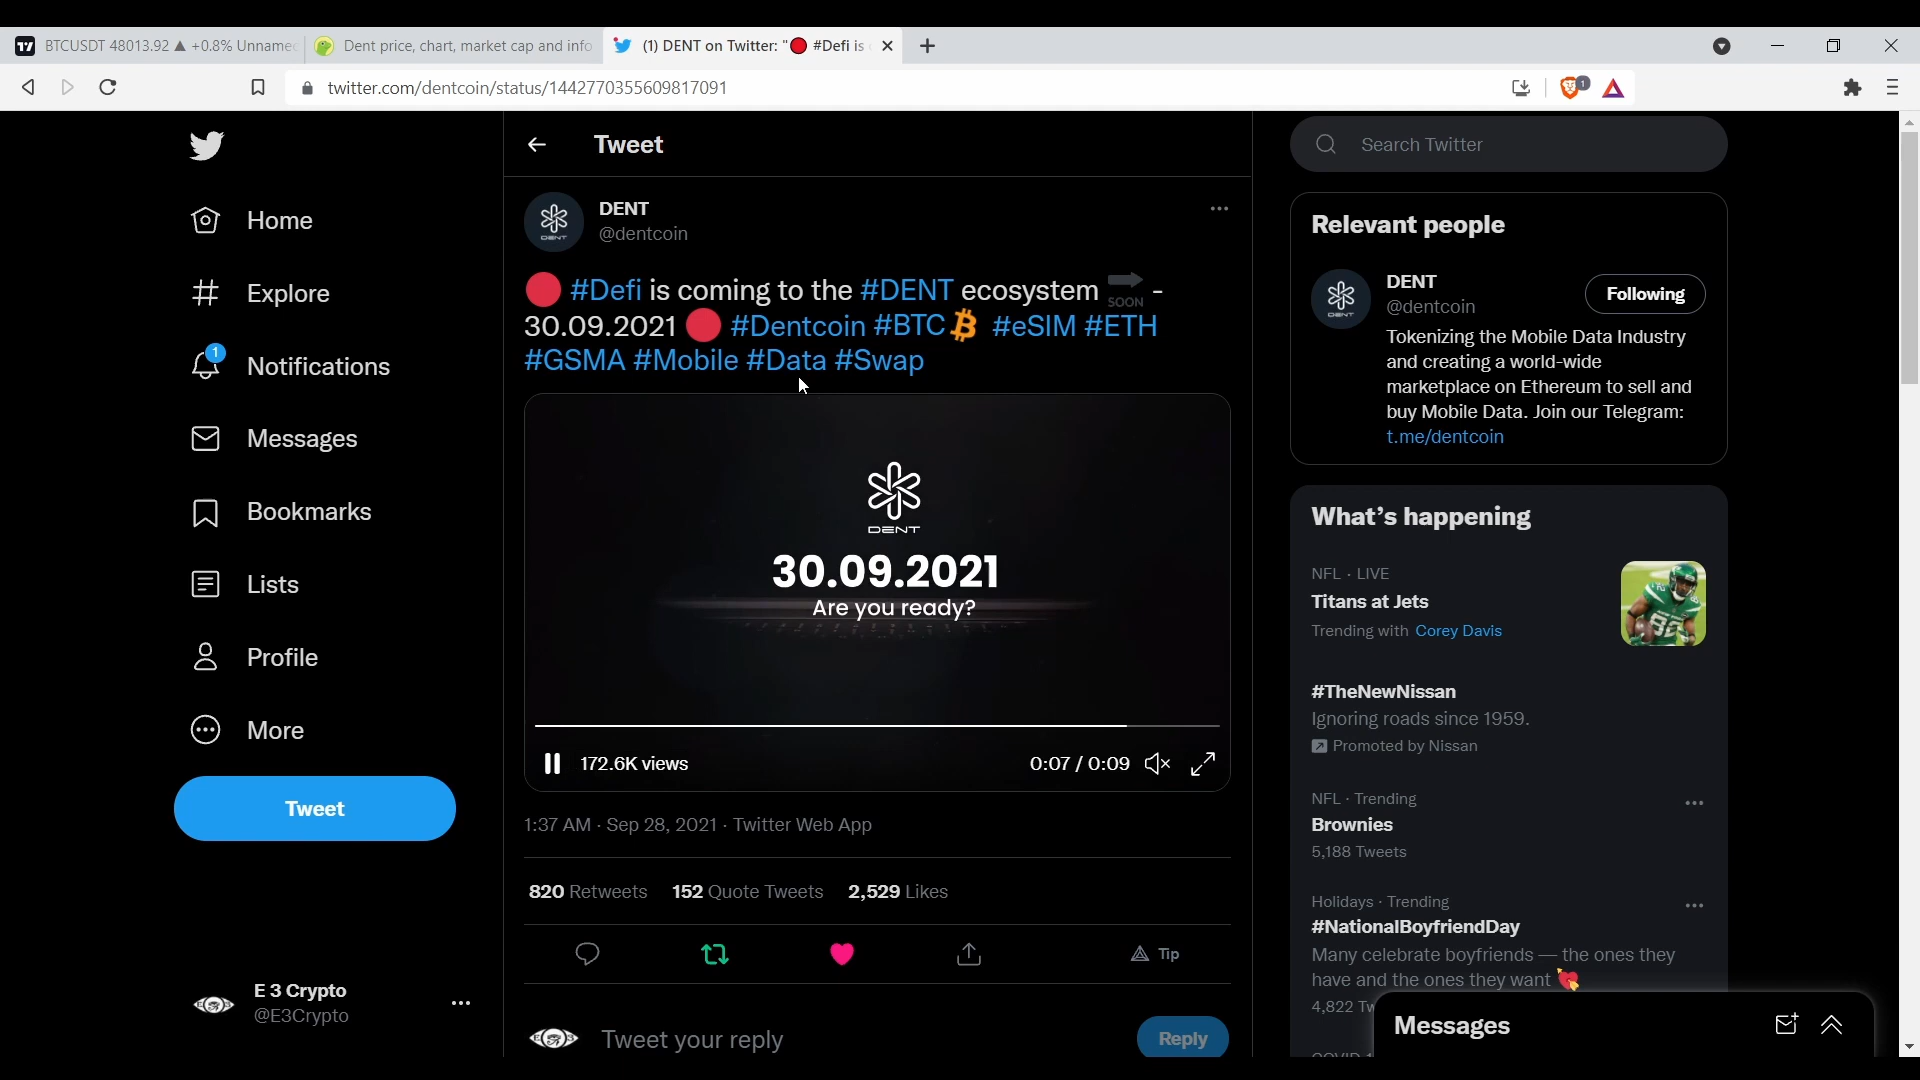 BTCUSDT 48013.92 ▲ +0.8% Unname
Dent price, chart, market cap and info
(1) DENT on Twitter: "🔴 #Defi is
twitter.com/dentcoin/status/1442770355609817091
1
Home
Explore
1
Notifications
Messages
Bookmarks
Lists
Profile
More
Tweet
E 3 Crypto
@E3Crypto
Tweet
DENT
@dentcoin
🔴 #Defi is coming to the #DENT ecosystem 🔜 -
30.09.2021 🔴 #Dentcoin #BTC #eSIM #ETH
#GSMA #Mobile #Data #Swap
DENT
30.09.2021
Are you ready?
172.6K views
0:07 / 0:09
1:37 AM · Sep 28, 2021 · Twitter Web App
820 Retweets 152 Quote Tweets 2,529 Likes
Tip
Tweet your reply
Reply
Search Twitter
Relevant people
DENT
@dentcoin
Following
Tokenizing the Mobile Data Industry
and creating a world-wide
marketplace on Ethereum to sell and
buy Mobile Data. Join our Telegram:
t.me/dentcoin
What's happening
NFL · LIVE
Titans at Jets
Trending with Corey Davis
#TheNewNissan
Ignoring roads since 1959.
Promoted by Nissan
NFL · Trending
Brownies
5,188 Tweets
Holidays · Trending
#NationalBoyfriendDay
Many celebrate boyfriends — the ones they
have and the ones they want 💘
4,822 Tw
Messages